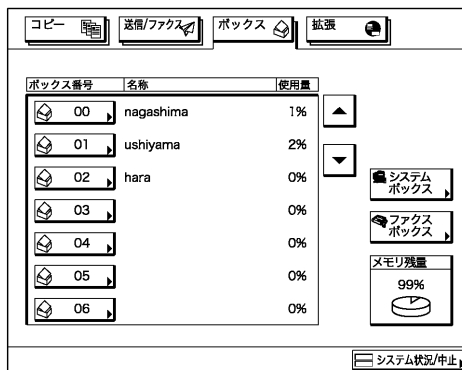 コピー
送信/ファクス
ボックス
拡張
ボックス番号 名称 使用量
00 nagashima 1%
01 ushiyama 2%
02 hara 0%
03 0%
04 0%
05 0%
06 0%
システム
ボックス
ファクス
ボックス
メモリ残量
99%
システム状況/中止